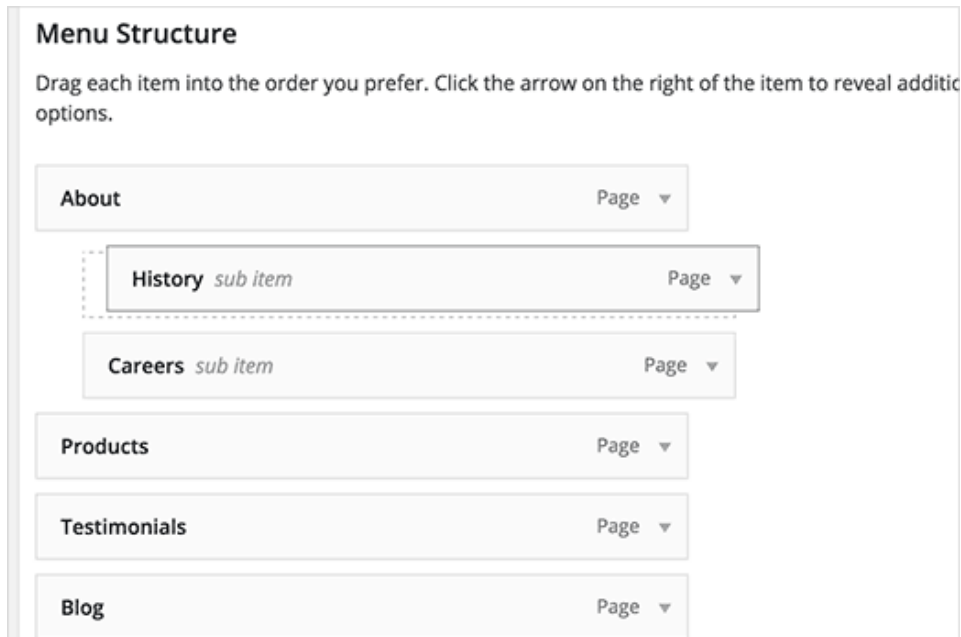 Menu Structure
Drag each item into the order you prefer. Click the arrow on the right of the item to reveal additic
options.
About Page
History sub item Page
Careers sub item Page
Products Page
Testimonials Page
Blog Page